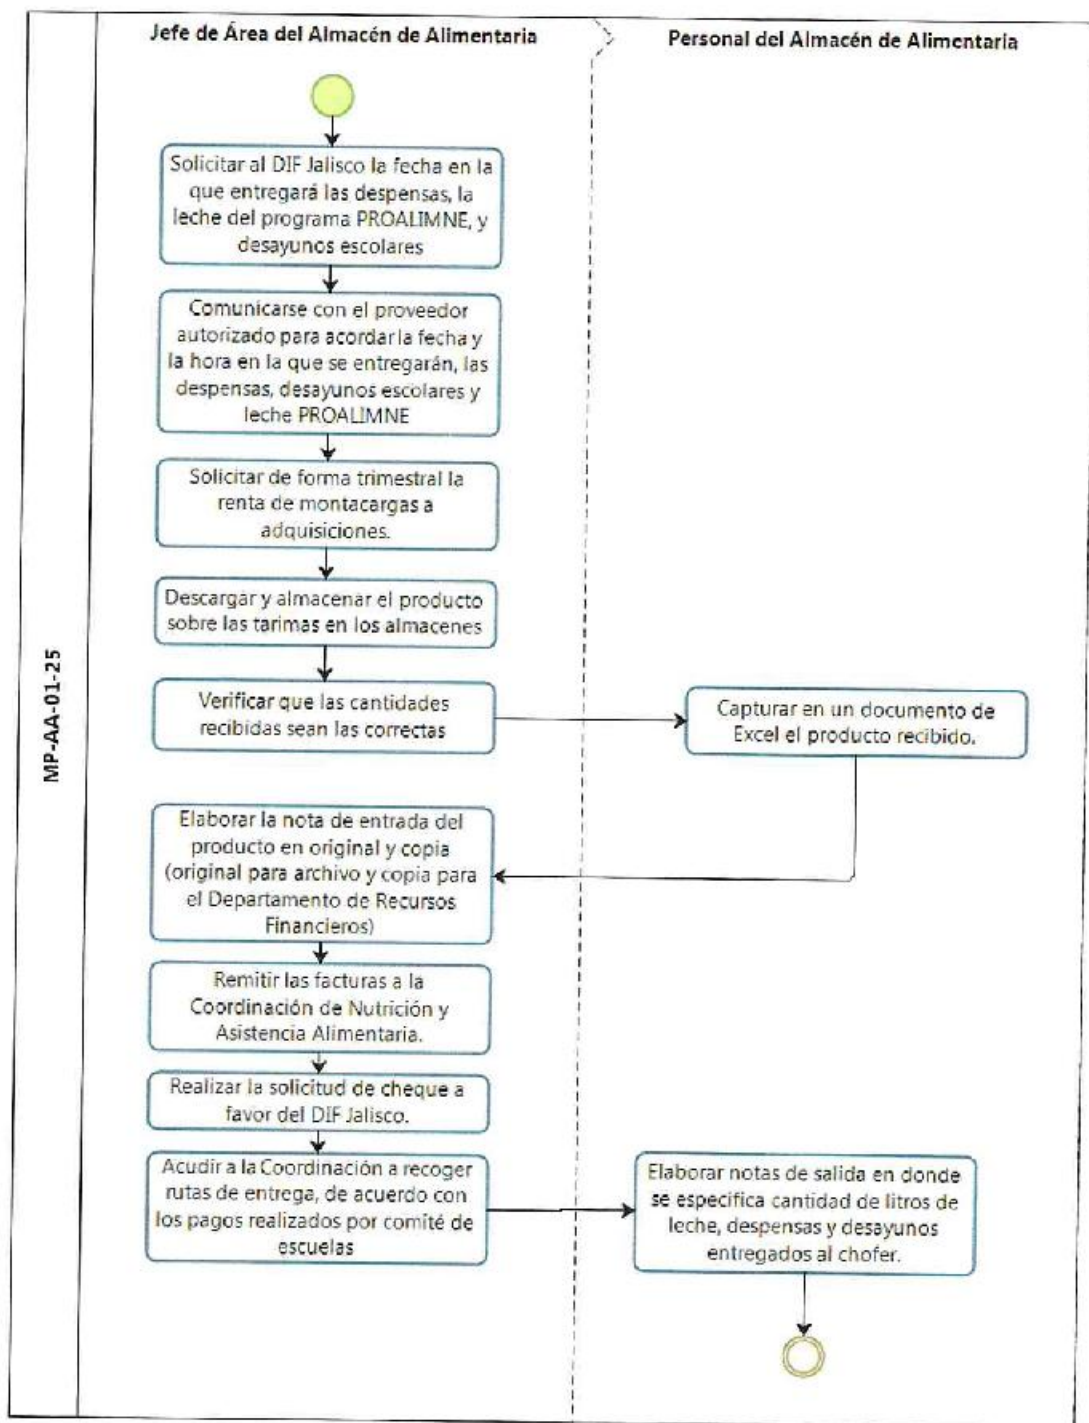 Jefe de Área del Almacén de Alimentaria
Personal del Almacén de Alimentaria
MP-AA-01-25
Solicitar al DIF Jalisco la fecha en la
que entregará las despensas, la
leche del programa PROALIMNE, y
desayunos escolares
Comunicarse con el proveedor
autorizado para acordar la fecha y
la hora en la que se entregarán, las
despensas, desayunos escolares y
leche PROALIMNE
Solicitar de forma trimestral la
renta de montacargas a
adquisiciones.
Descargar y almacenar el producto
sobre las tarimas en los almacenes
Verificar que las cantidades
recibidas sean las correctas
Capturar en un documento de
Excel el producto recibido.
Elaborar la nota de entrada del
producto en original y copia
(original para archivo y copia para
el Departamento de Recursos
Financieros)
Remitir las facturas a la
Coordinación de Nutrición y
Asistencia Alimentaria.
Realizar la solicitud de cheque a
favor del DIF Jalisco.
Acudir a la Coordinación a recoger
rutas de entrega, de acuerdo con
los pagos realizados por comité de
escuelas
Elaborar notas de salida en donde
se especifica cantidad de litros de
leche, despensas y desayunos
entregados al chofer.